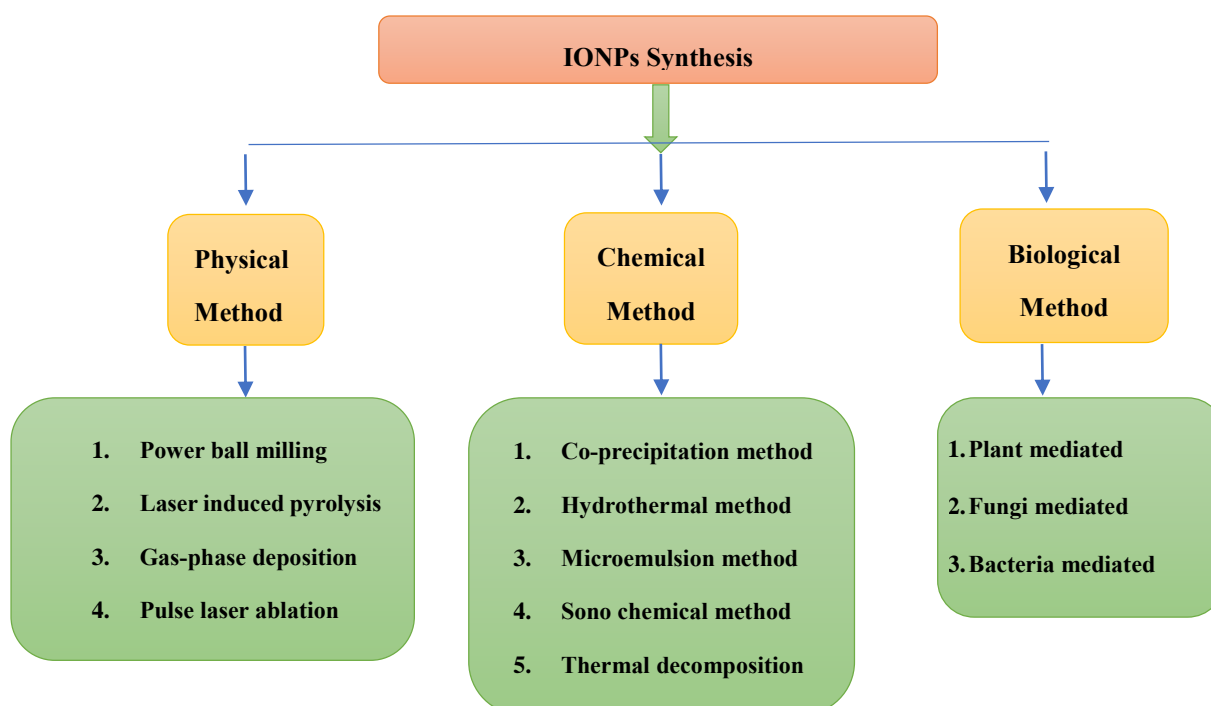 IONPs Synthesis
Physical
Method
Chemical
Method
Biological
Method
1. Power ball milling
2. Laser induced pyrolysis
3. Gas-phase deposition
4. Pulse laser ablation
1. Co-precipitation method
2. Hydrothermal method
3. Microemulsion method
4. Sono chemical method
5. Thermal decomposition
1. Plant mediated
2. Fungi mediated
3. Bacteria mediated